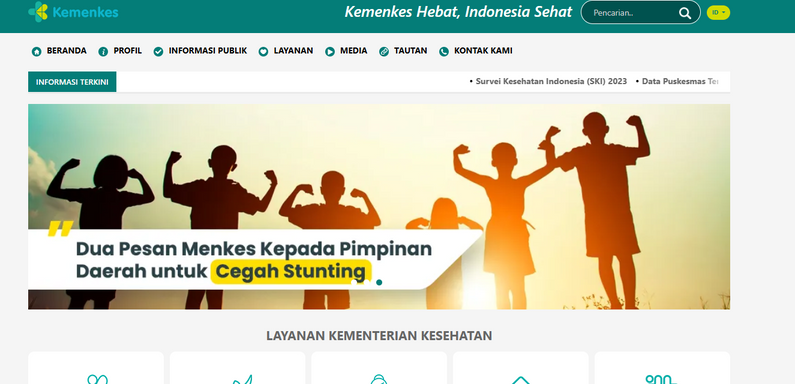 Kemenkes
Kemenkes Hebat, Indonesia Sehat
Pencarian..
ID
BERANDA
PROFIL
INFORMASI PUBLIK
LAYANAN
MEDIA
TAUTAN
KONTAK KAMI
INFORMASI TERKINI
• Survei Kesehatan Indonesia (SKI) 2023
• Data Puskesmas
Dua Pesan Menkes Kepada Pimpinan
Daerah untuk Cegah Stunting
LAYANAN KEMENTERIAN KESEHATAN